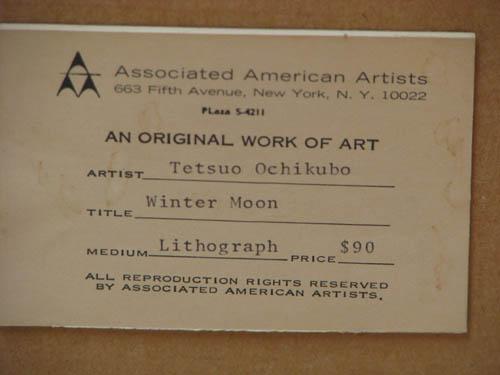 Associated American Artists
663 Fifth Avenue, New York, N. Y. 10022
PLaza 5-4211
AN ORIGINAL WORK OF ART
ARTIST Tetsuo Ochikubo
TITLE Winter Moon
MEDIUM Lithograph PRICE $90
ALL REPRODUCTION RIGHTS RESERVED
BY ASSOCIATED AMERICAN ARTISTS.